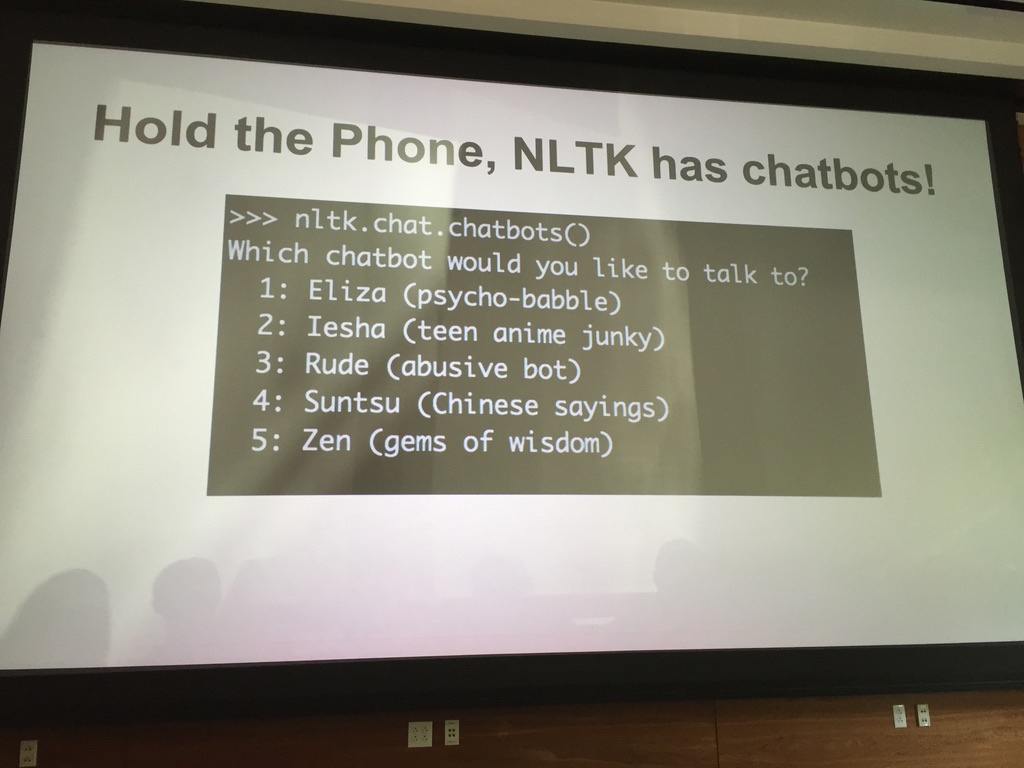 Hold the Phone, NLTK has chatbots!
>>> nltk.chat.chatbots()
Which chatbot would you like to talk to?
1: Eliza (psycho-babble)
2: Iesha (teen anime junky)
3: Rude (abusive bot)
4: Suntsu (Chinese sayings)
5: Zen (gems of wisdom)